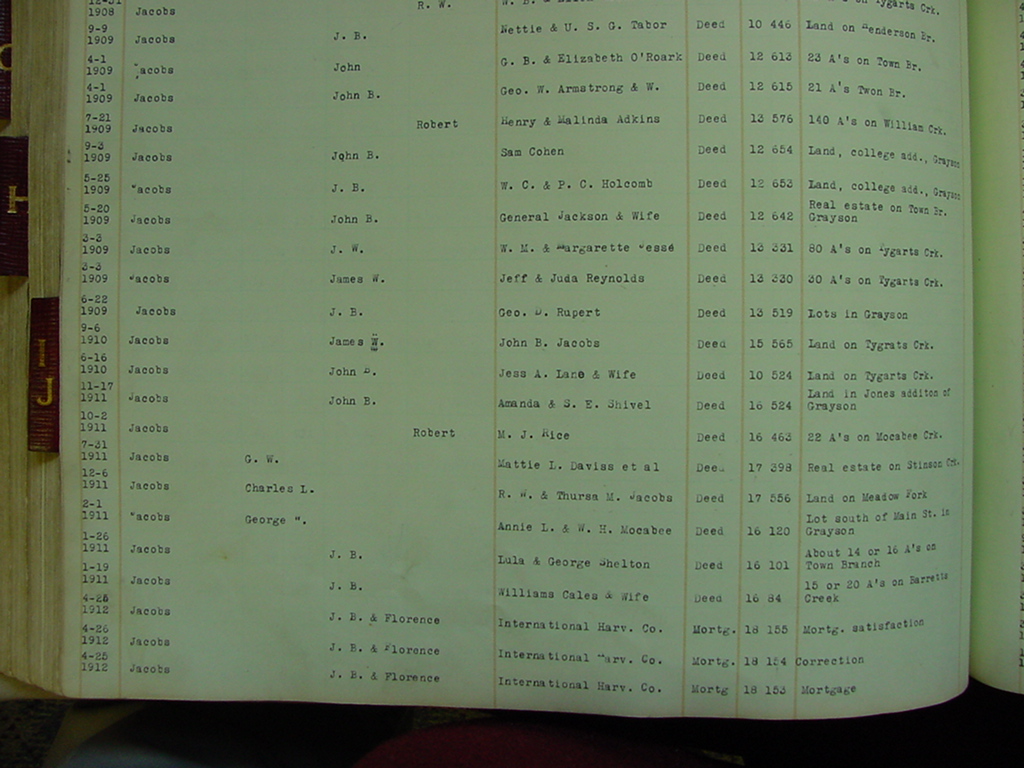 1908 Jacobs R. W. Tygarts Crk.
9-9
1909 Jacobs J. B. Nettie & U. S. G. Tabor Deed 10 446 Land on Henderson Br.
4-1
1909 Jacobs John G. B. & Elizabeth O'Roark Deed 12 613 23 A's on Town Br.
4-1
1909 Jacobs John B. Geo. W. Armstrong & W. Deed 12 615 21 A's Twon Br.
7-21
1909 Jacobs Robert Henry & Malinda Adkins Deed 13 576 140 A's on William Crk.
9-3
1909 Jacobs John B. Sam Cohen Deed 12 654 Land, college add., Grayson
5-25
1909 Jacobs J. B. W. C. & P. C. Holcomb Deed 12 653 Land, college add., Grayson
5-20 Real estate on Town Br.
1909 Jacobs John B. General Jackson & Wife Deed 12 642 Grayson
3-3
1909 Jacobs J. W. W. M. & Margarette Jesse Deed 13 331 80 A's on Tygarts Crk.
3-3
1909 Jacobs James W. Jeff & Juda Reynolds Deed 13 330 30 A's on Tygarts Crk.
6-22
1909 Jacobs J. B. Geo. D. Rupert Deed 13 519 Lots in Grayson
9-6
1910 Jacobs James W. John B. Jacobs Deed 15 565 Land on Tygrats Crk.
6-16
1910 Jacobs John B. Jess A. Lane & Wife Deed 10 524 Land on Tygarts Crk.
11-17 Land in Jones additon of
1911 Jacobs John B. Amanda & S. E. Shivel Deed 16 524 Grayson
10-2
1911 Jacobs Robert M. J. Rice Deed 16 463 22 A's on Mocabee Crk.
7-31
1911 Jacobs G. W. Mattie L. Daviss et al Deed 17 398 Real estate on Stinson Crk.
12-6
1911 Jacobs Charles L. R. W. & Thursa M. Jacobs Deed 17 556 Land on Meadow Fork
2-1 Lot south of Main St. in
1911 Jacobs George W. Annie L. & W. H. Mocabee Deed 16 120 Grayson
1-26 About 14 or 16 A's on
1911 Jacobs J. B. Lula & George Shelton Deed 16 101 Town Branch
1-19 15 or 20 A's on Barretts
1911 Jacobs J. B. Williams Cales & Wife Deed 16 84 Creek
4-26
1912 Jacobs J. B. & Florence International Harv. Co. Mortg. 18 155 Mortg. satisfaction
4-26
1912 Jacobs J. B. & Florence International Harv. Co. Mortg. 18 154 Correction
4-25
1912 Jacobs J. B. & Florence International Harv. Co. Mortg 18 153 Mortgage
H
I
J